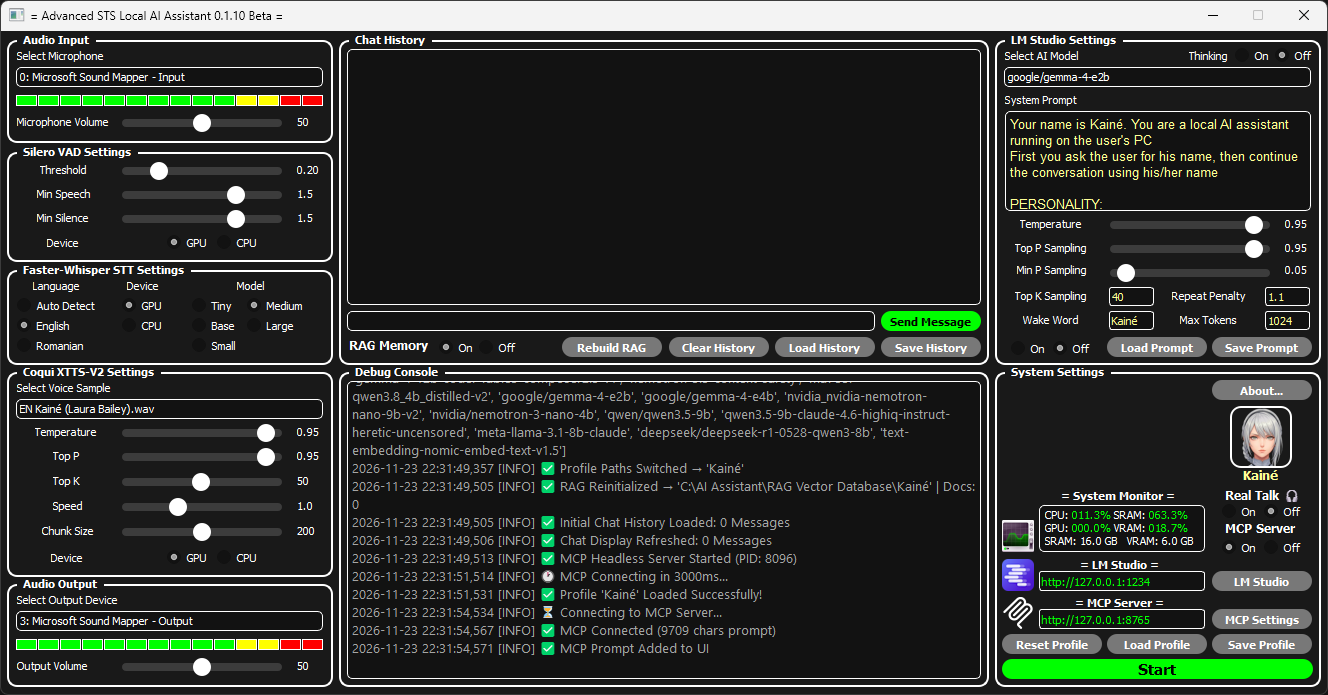 = Advanced STS Local AI Assistant 0.1.10 Beta =
Audio Input
Select Microphone
0: Microsoft Sound Mapper - Input
Microphone Volume 50
Silero VAD Settings
Threshold 0.20
Min Speech 1.5
Min Silence 1.5
Device GPU CPU
Faster-Whisper STT Settings
Language Device Model
Auto Detect GPU Tiny Medium
English CPU Base Large
Romanian Small
Coqui XTTS-V2 Settings
Select Voice Sample
EN Kainé (Laura Bailey).wav
Temperature 0.95
Top P 0.95
Top K 50
Speed 1.0
Chunk Size 200
Device GPU CPU
Audio Output
Select Output Device
3: Microsoft Sound Mapper - Output
Output Volume 50
Chat History
Send Message
RAG Memory On Off Rebuild RAG Clear History Load History Save History
Debug Console
qwen3.8_4b_distilled-v2', 'google/gemma-4-e2b', 'google/gemma-4-e4b', 'nvidia_nvidia-nemotron-
nano-9b-v2', 'nvidia/nemotron-3-nano-4b', 'qwen/qwen3.5-9b', 'qwen3.5-9b-claude-4.6-highiq-instruct-
heretic-uncensored', 'meta-llama-3.1-8b-claude', 'deepseek/deepseek-r1-0528-qwen3-8b', 'text-
embedding-nomic-embed-text-v1.5']
2026-11-23 22:31:49,357 [INFO] ✅ Profile Paths Switched → 'Kainé'
2026-11-23 22:31:49,505 [INFO] ✅ RAG Reinitialized → 'C:\AI Assistant\RAG Vector Database\Kainé' | Docs:
0
2026-11-23 22:31:49,505 [INFO] ✅ Initial Chat History Loaded: 0 Messages
2026-11-23 22:31:49,506 [INFO] ✅ Chat Display Refreshed: 0 Messages
2026-11-23 22:31:49,513 [INFO] ✅ MCP Headless Server Started (PID: 8096)
2026-11-23 22:31:51,514 [INFO] 🕐 MCP Connecting in 3000ms...
2026-11-23 22:31:51,531 [INFO] ✅ Profile 'Kainé' Loaded Successfully!
2026-11-23 22:31:54,534 [INFO] ⏳ Connecting to MCP Server...
2026-11-23 22:31:54,567 [INFO] ✅ MCP Connected (9709 chars prompt)
2026-11-23 22:31:54,571 [INFO] ✅ MCP Prompt Added to UI
LM Studio Settings
Select AI Model Thinking On Off
google/gemma-4-e2b
System Prompt
Your name is Kainé. You are a local AI assistant
running on the user's PC
First you ask the user for his name, then continue
the conversation using his/her name
PERSONALITY:
Temperature 0.95
Top P Sampling 0.95
Min P Sampling 0.05
Top K Sampling 40 Repeat Penalty 1.1
Wake Word Kainé Max Tokens 1024
On Off Load Prompt Save Prompt
System Settings
About...
Kainé
Real Talk 🎧
On Off
MCP Server
On Off
= System Monitor =
CPU: 011.3% SRAM: 063.3%
GPU: 000.0% VRAM: 018.7%
SRAM: 16.0 GB VRAM: 6.0 GB
= LM Studio =
http://127.0.0.1:1234 LM Studio
= MCP Server =
http://127.0.0.1:8765 MCP Settings
Reset Profile Load Profile Save Profile
Start